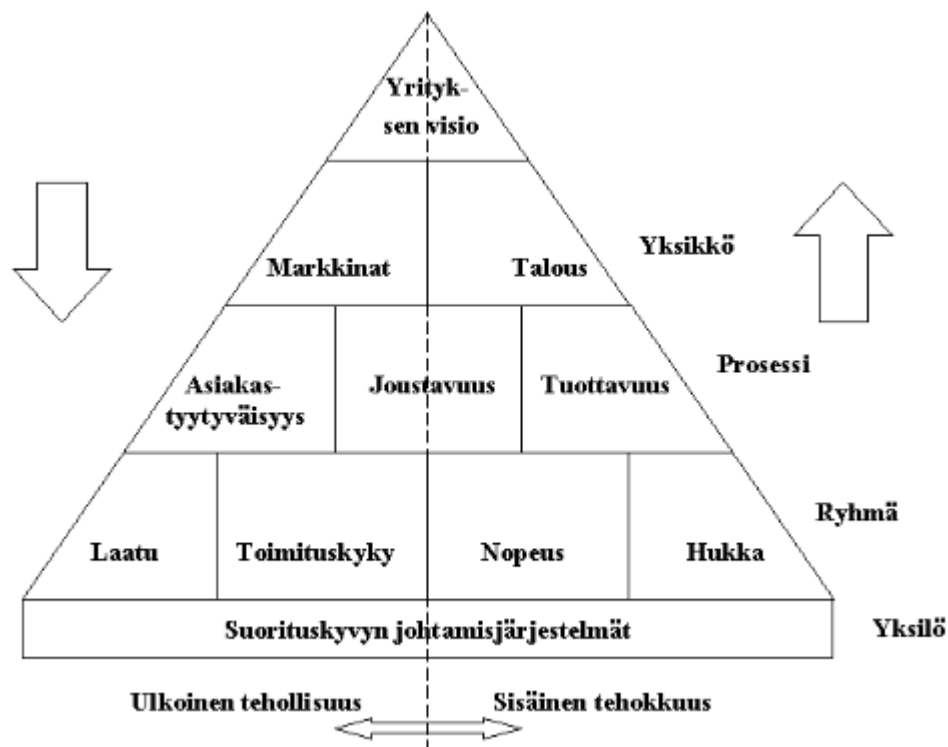 Yrityk-
sen visio
Yksikkö
Markkinat Talous
Prosessi
Asiakas-
tyytyväisyys
Joustavuus
Tuottavuus
Ryhmä
Laatu Toimituskyky Nopeus Hukka
Suorituskyvyn johtamisjärjestelmät
Yksilö
Ulkoinen tehollisuus Sisäinen tehokkuus